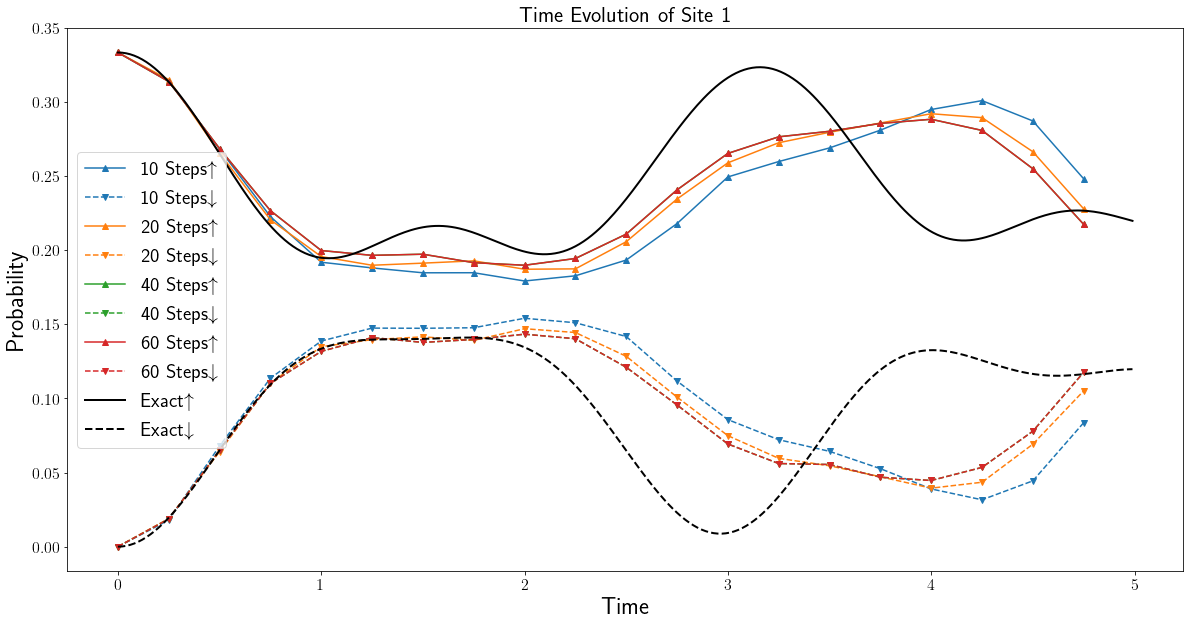 Time Evolution of Site 1
Probability
0.35
0.30
0.25
0.20
0.15
0.10
0.05
0.00
10 Steps↑
10 Steps↓
20 Steps↑
20 Steps↓
40 Steps↑
40 Steps↓
60 Steps↑
60 Steps↓
Exact↑
Exact↓
0 1 2 3 4 5
Time